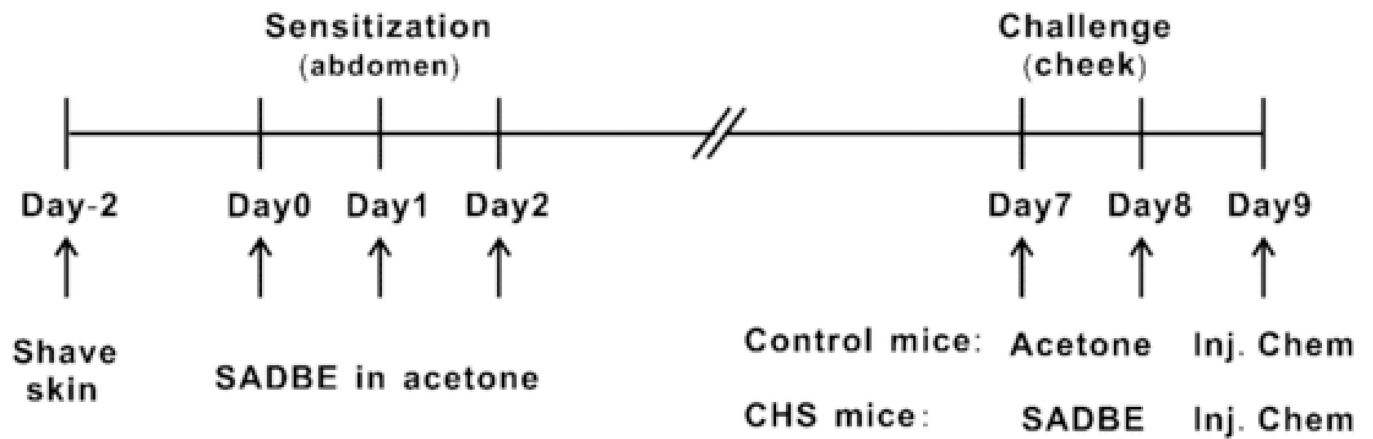 Sensitization
(abdomen)
Challenge
(cheek)
Day-2
Day0
Day1
Day2
Day7
Day8
Day9
Shave
skin
SADBE in acetone
Control mice: Acetone Inj. Chem
CHS mice: SADBE Inj. Chem